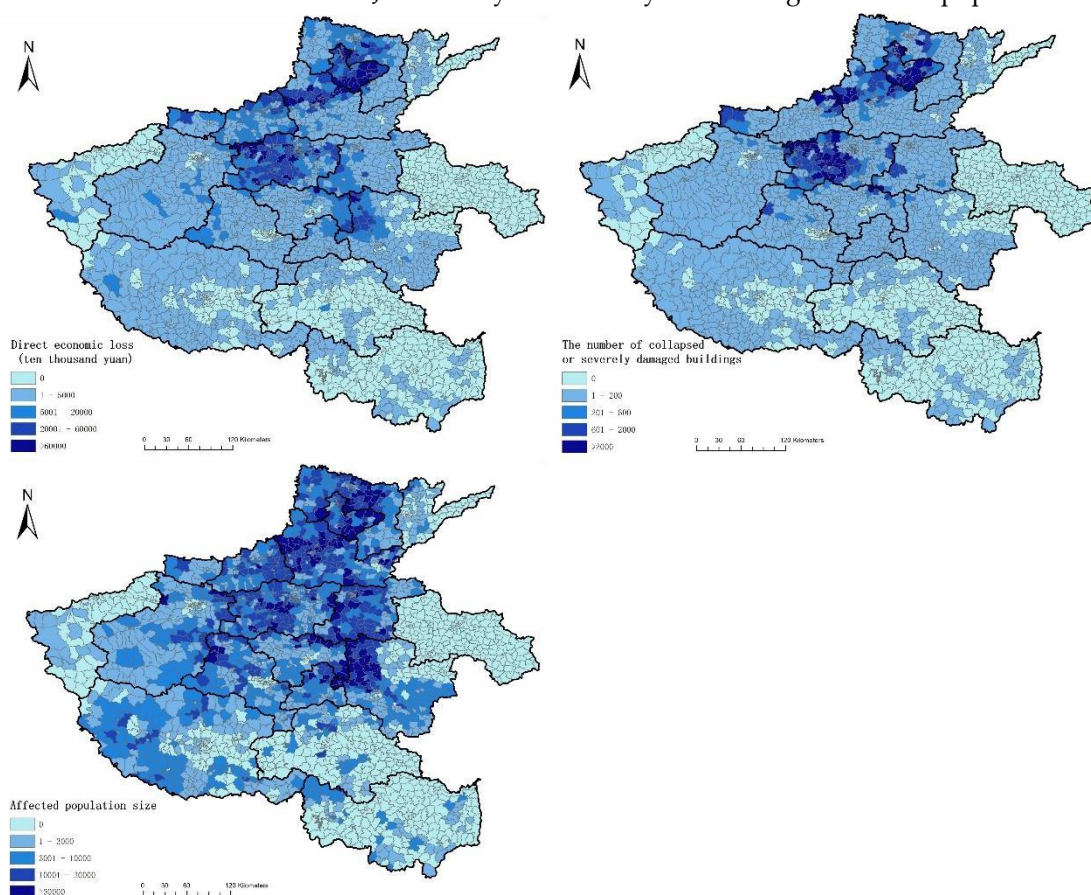 N
Direct economic loss
(ten thousand yuan)
0
1 - 5000
5001 - 20000
20001 - 60000
>60000
0 30 60 120 Kilometers
N
The number of collapsed
or severely damaged buildings
0
1 - 200
201 - 600
601 - 2000
>2000
0 30 60 120 Kilometers
N
Affected population size
0
1 - 3000
3001 - 10000
10001 - 30000
>30000
0 30 60 120 Kilometers